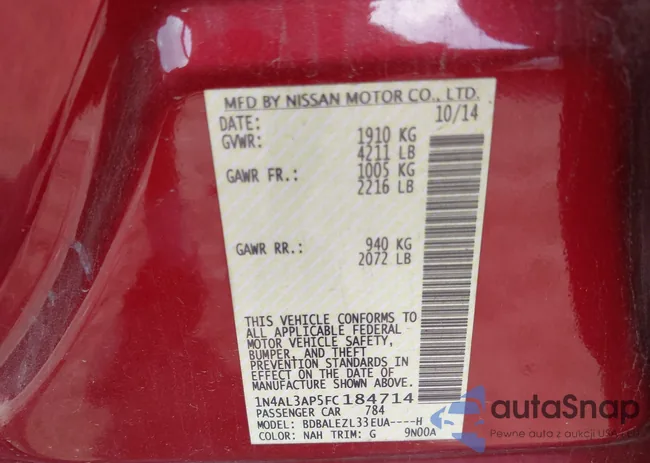 MFD BY NISSAN MOTOR CO., LTD.
DATE: 10/14
GVWR: 1910 KG
4211 LB
GAWR FR.: 1005 KG
2216 LB
GAWR RR.: 940 KG
2072 LB
THIS VEHICLE CONFORMS TO
ALL APPLICABLE FEDERAL
MOTOR VEHICLE SAFETY,
BUMPER, AND THEFT
PREVENTION STANDARDS IN
EFFECT ON THE DATE OF
MANUFACTURE SHOWN ABOVE.
1N4AL3AP5FC184714
PASSENGER CAR 784
MODEL: BDBALEZL33EUA----H
COLOR: NAH TRIM: G 9N00A
autoSnap
Pewne auta z aukcji USA